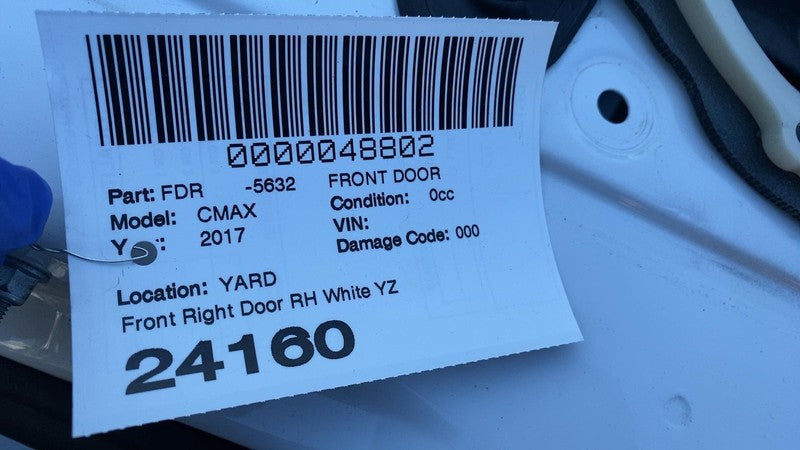 0000048802
Part: FDR -5632 FRONT DOOR
Model: CMAX Condition: 0cc
Y : 2017 VIN:
Damage Code: 000
Location: YARD
Front Right Door RH White YZ
24160